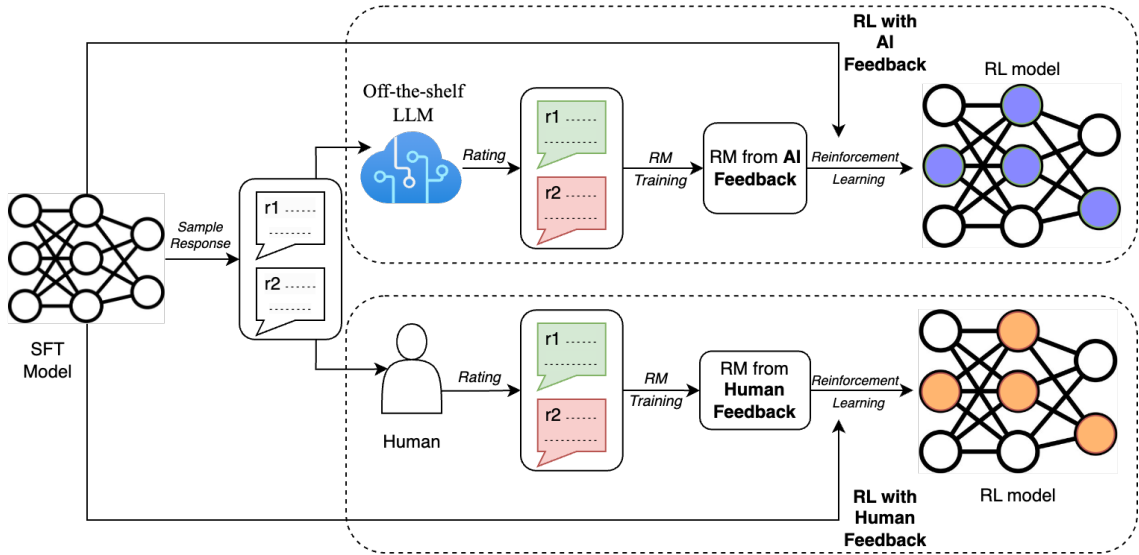 SFT
Model
Sample
Response
r1 ......
r2 ......
RL with
AI
Feedback
Off-the-shelf
LLM
Rating
r1 ......
r2 ......
RM
Training
RM from AI
Feedback
Reinforcement
Learning
RL model
Human
Rating
r1 ......
r2 ......
RM
Training
RM from
Human
Feedback
Reinforcement
Learning
RL model
RL with
Human
Feedback